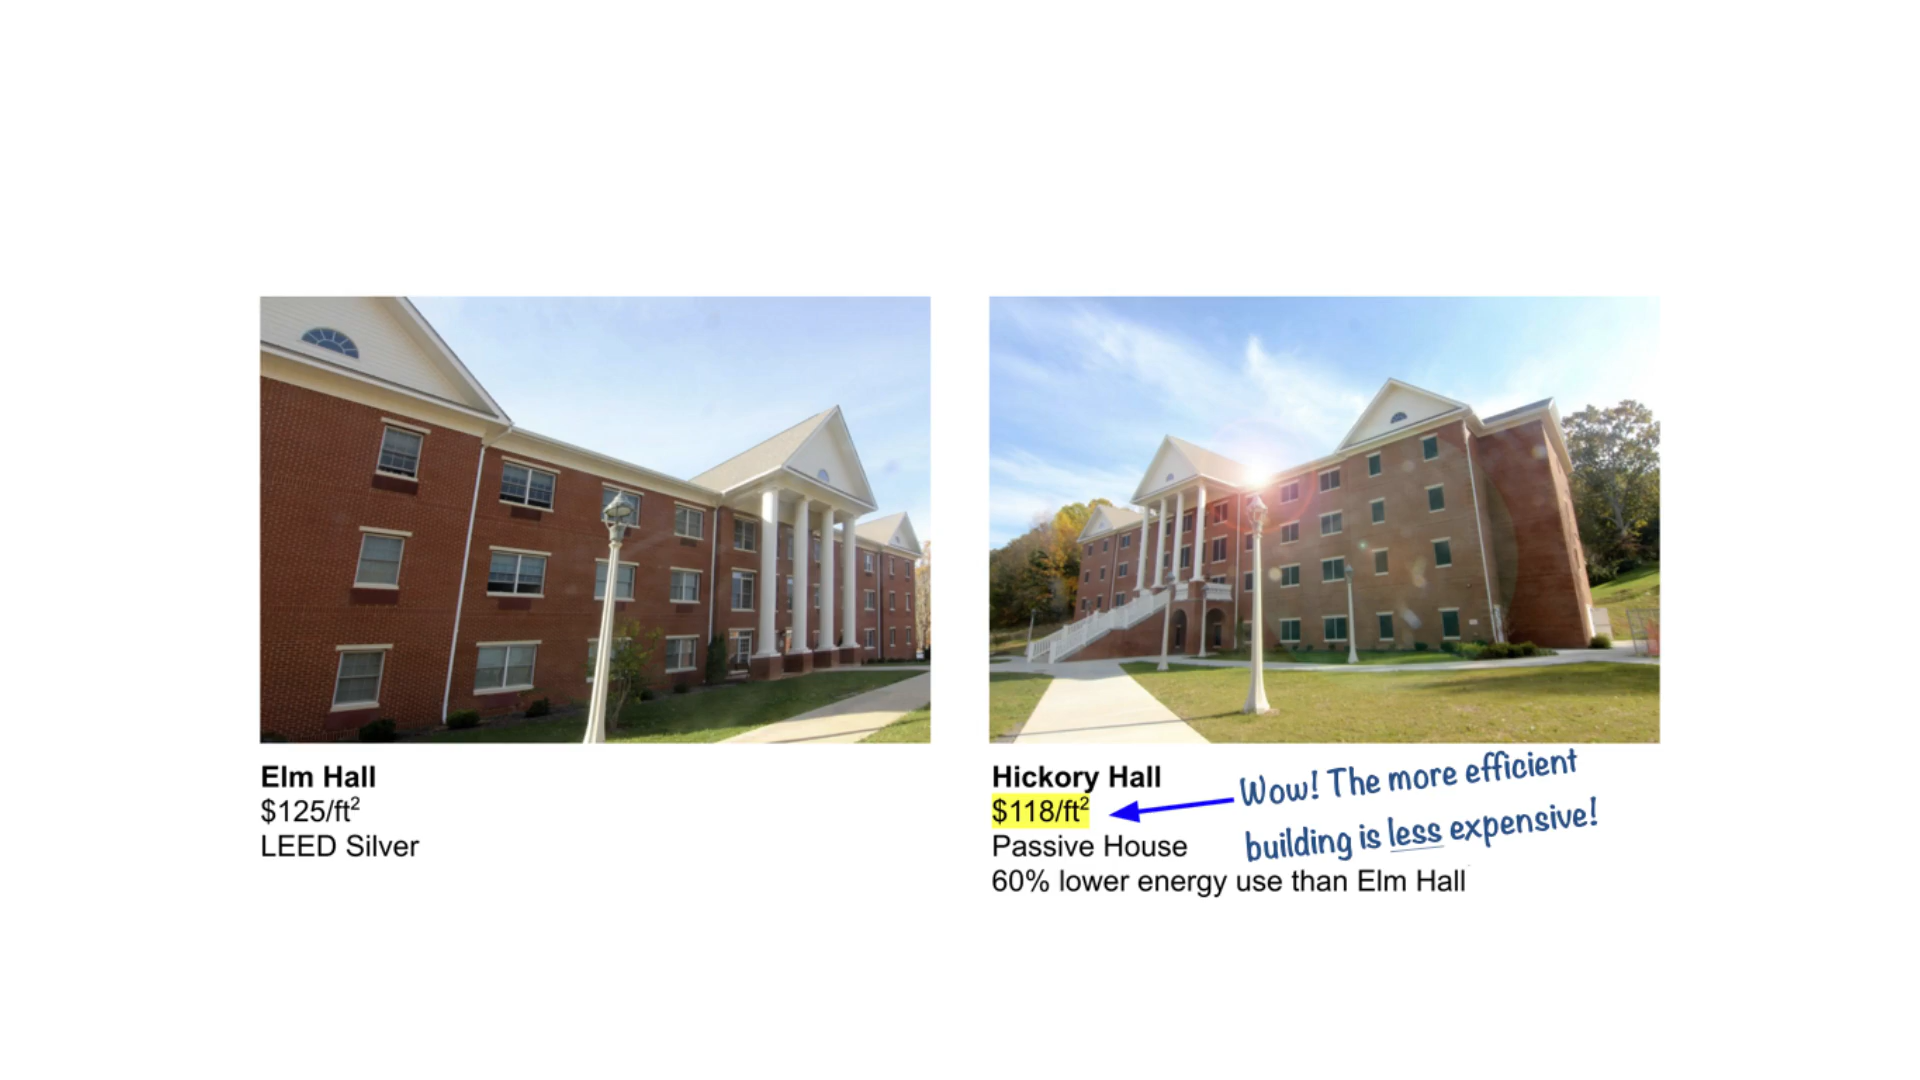 Elm Hall
$125/ft²
LEED Silver
Hickory Hall
$118/ft²
Passive House
60% lower energy use than Elm Hall
Wow! The more efficient
building is less expensive!